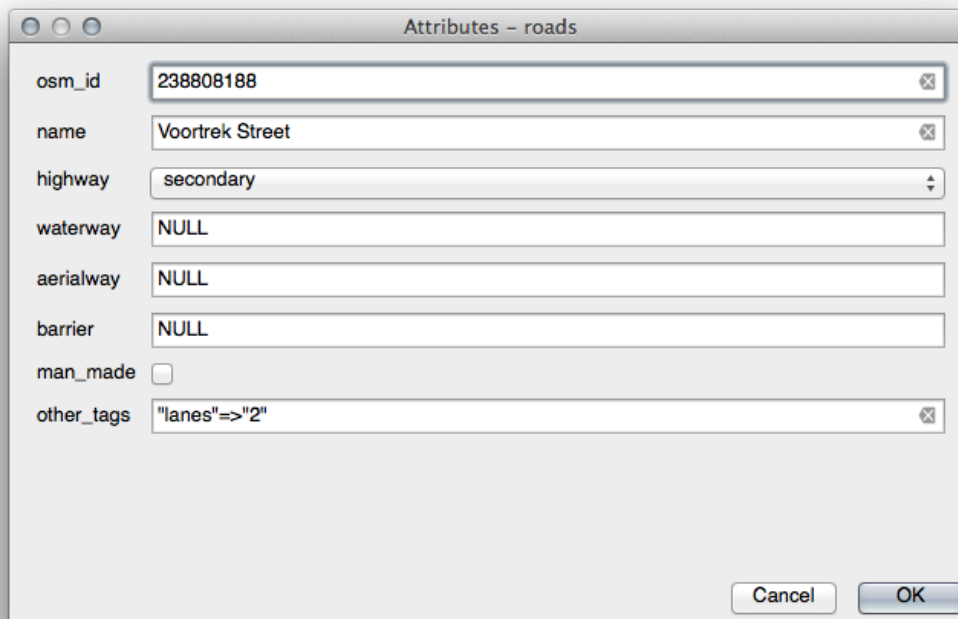 Attributes – roads
osm_id 238808188
name Voortrek Street
highway secondary
waterway NULL
aerialway NULL
barrier NULL
man_made
other_tags "lanes"=>"2"
Cancel OK